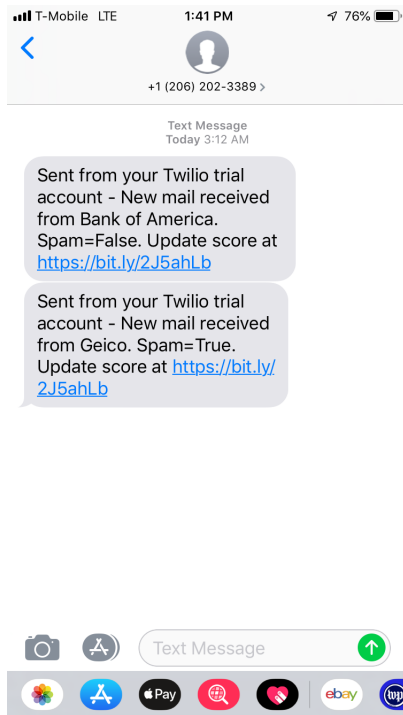 T-Mobile LTE 1:41 PM 76%
+1 (206) 202-3389 >
Text Message
Today 3:12 AM
Sent from your Twilio trial
account - New mail received
from Bank of America.
Spam=False. Update score at
https://bit.ly/2J5ahLb
Sent from your Twilio trial
account - New mail received
from Geico. Spam=True.
Update score at https://bit.ly/
2J5ahLb
Text Message
Pay ebay wp